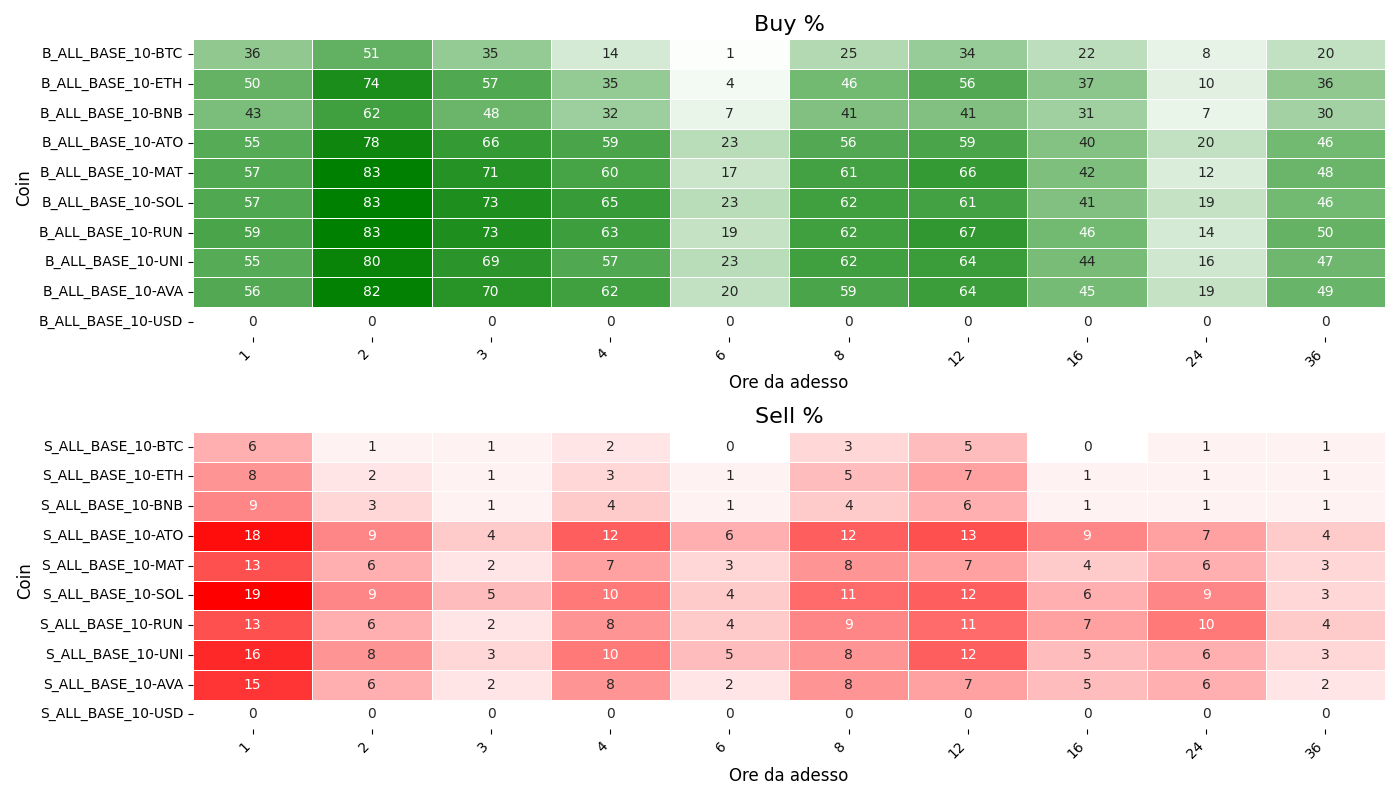 Buy %
Coin
B_ALL_BASE_10-BTC 36 51 35 14 1 25 34 22 8 20
B_ALL_BASE_10-ETH 50 74 57 35 4 46 56 37 10 36
B_ALL_BASE_10-BNB 43 62 48 32 7 41 41 31 7 30
B_ALL_BASE_10-ATO 55 78 66 59 23 56 59 40 20 46
B_ALL_BASE_10-MAT 57 83 71 60 17 61 66 42 12 48
B_ALL_BASE_10-SOL 57 83 73 65 23 62 61 41 19 46
B_ALL_BASE_10-RUN 59 83 73 63 19 62 67 46 14 50
B_ALL_BASE_10-UNI 55 80 69 57 23 62 64 44 16 47
B_ALL_BASE_10-AVA 56 82 70 62 20 59 64 45 19 49
B_ALL_BASE_10-USD 0 0 0 0 0 0 0 0 0 0
1 2 3 4 6 8 12 16 24 36
Ore da adesso
Sell %
Coin
S_ALL_BASE_10-BTC 6 1 1 2 0 3 5 0 1 1
S_ALL_BASE_10-ETH 8 2 1 3 1 5 7 1 1 1
S_ALL_BASE_10-BNB 9 3 1 4 1 4 6 1 1 1
S_ALL_BASE_10-ATO 18 9 4 12 6 12 13 9 7 4
S_ALL_BASE_10-MAT 13 6 2 7 3 8 7 4 6 3
S_ALL_BASE_10-SOL 19 9 5 10 4 11 12 6 9 3
S_ALL_BASE_10-RUN 13 6 2 8 4 9 11 7 10 4
S_ALL_BASE_10-UNI 16 8 3 10 5 8 12 5 6 3
S_ALL_BASE_10-AVA 15 6 2 8 2 8 7 5 6 2
S_ALL_BASE_10-USD 0 0 0 0 0 0 0 0 0 0
1 2 3 4 6 8 12 16 24 36
Ore da adesso